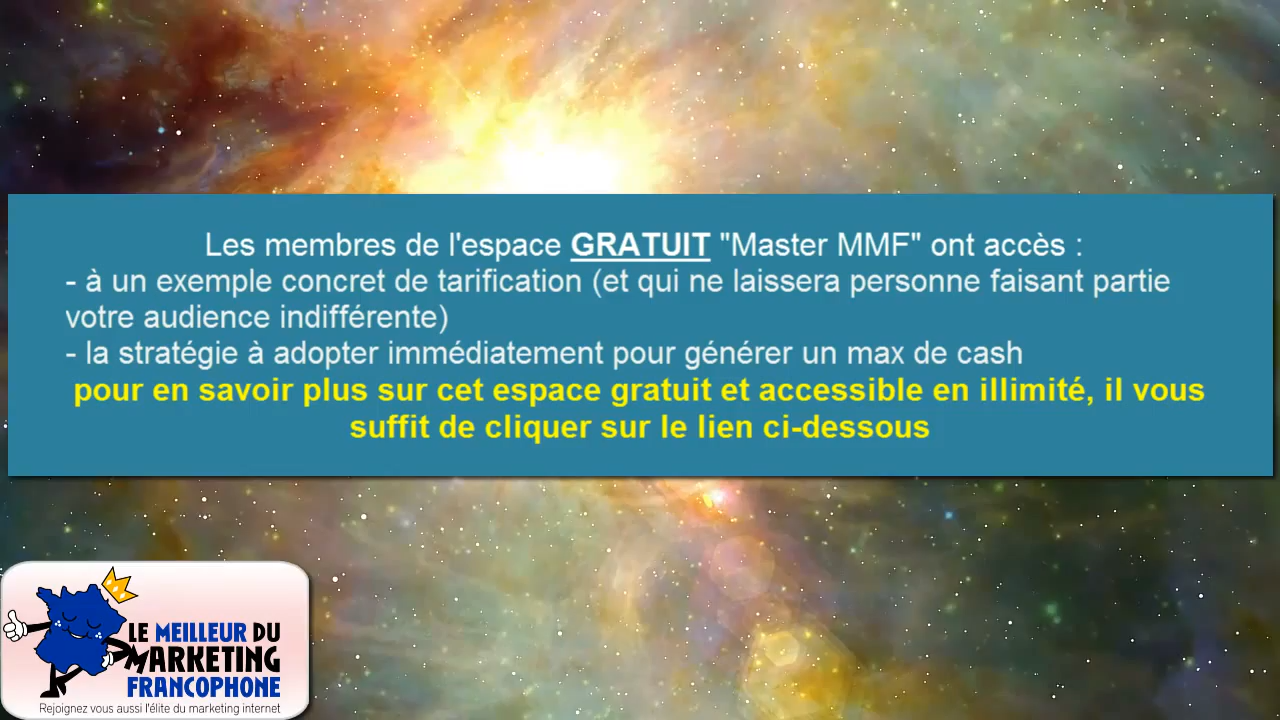 Les membres de l'espace GRATUIT "Master MMF" ont accès :
- à un exemple concret de tarification (et qui ne laissera personne faisant partie
votre audience indifférente)
- la stratégie à adopter immédiatement pour générer un max de cash
pour en savoir plus sur cet espace gratuit et accessible en illimité, il vous
suffit de cliquer sur le lien ci-dessous
LE MEILLEUR DU
MARKETING
FRANCOPHONE
Rejoignez vous aussi l'élite du marketing internet